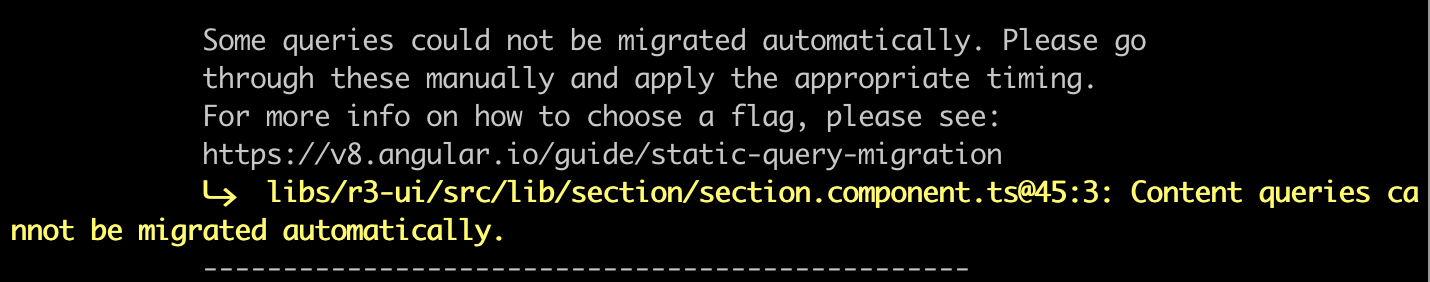 Some queries could not be migrated automatically. Please go
through these manually and apply the appropriate timing.
For more info on how to choose a flag, please see:
https://v8.angular.io/guide/static-query-migration
↳  libs/r3-ui/src/lib/section/section.component.ts@45:3: Content queries ca
nnot be migrated automatically.
------------------------------------------------